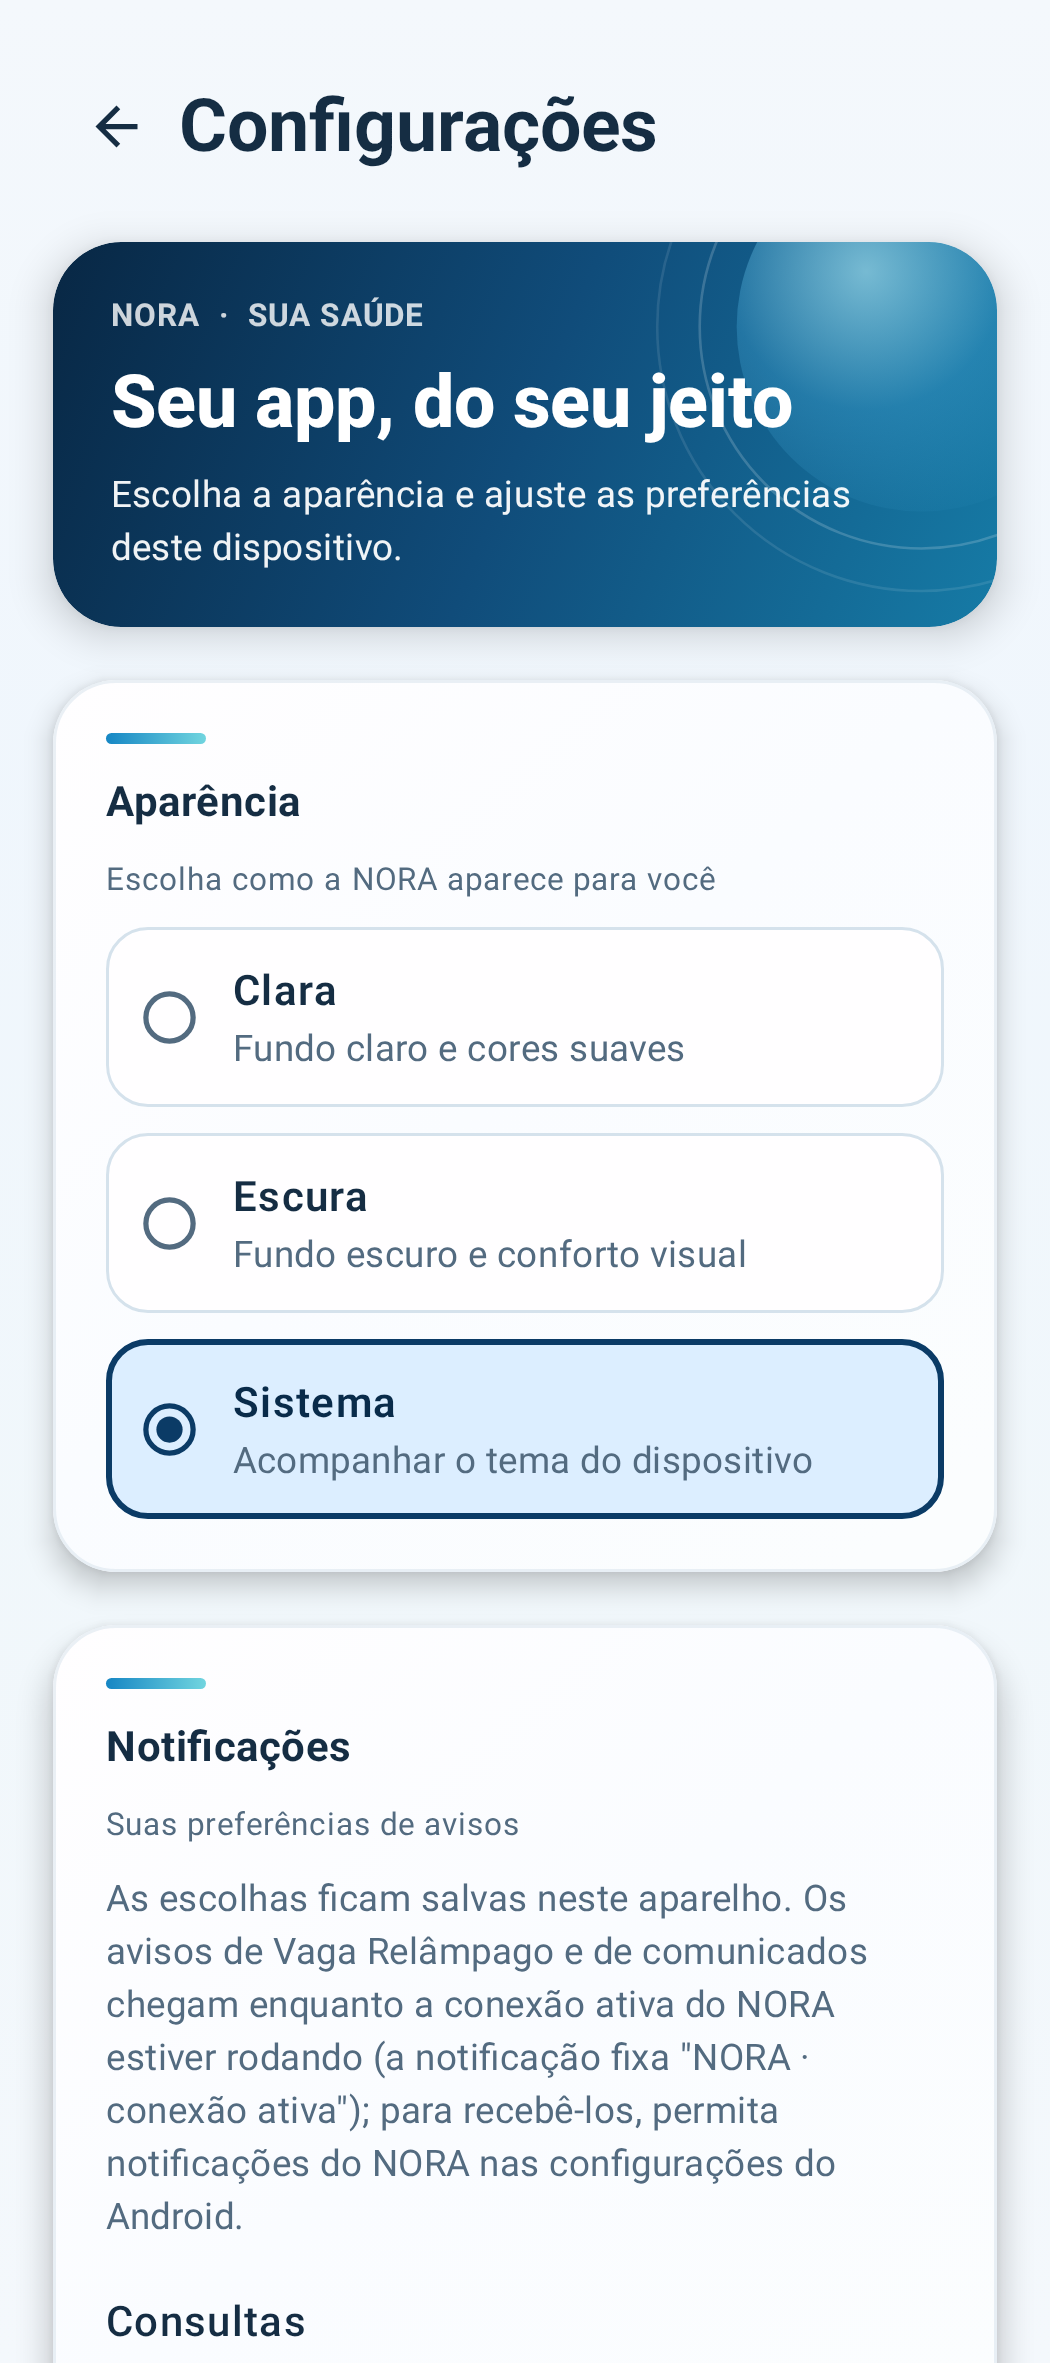 Configurações
NORA · SUA SAÚDE
Seu app, do seu jeito
Escolha a aparência e ajuste as preferências
deste dispositivo.
Aparência
Escolha como a NORA aparece para você
Clara
Fundo claro e cores suaves
Escura
Fundo escuro e conforto visual
Sistema
Acompanhar o tema do dispositivo
Notificações
Suas preferências de avisos
As escolhas ficam salvas neste aparelho. Os
avisos de Vaga Relâmpago e de comunicados
chegam enquanto a conexão ativa do NORA
estiver rodando (a notificação fixa "NORA ·
conexão ativa"); para recebê-los, permita
notificações do NORA nas configurações do
Android.
Consultas